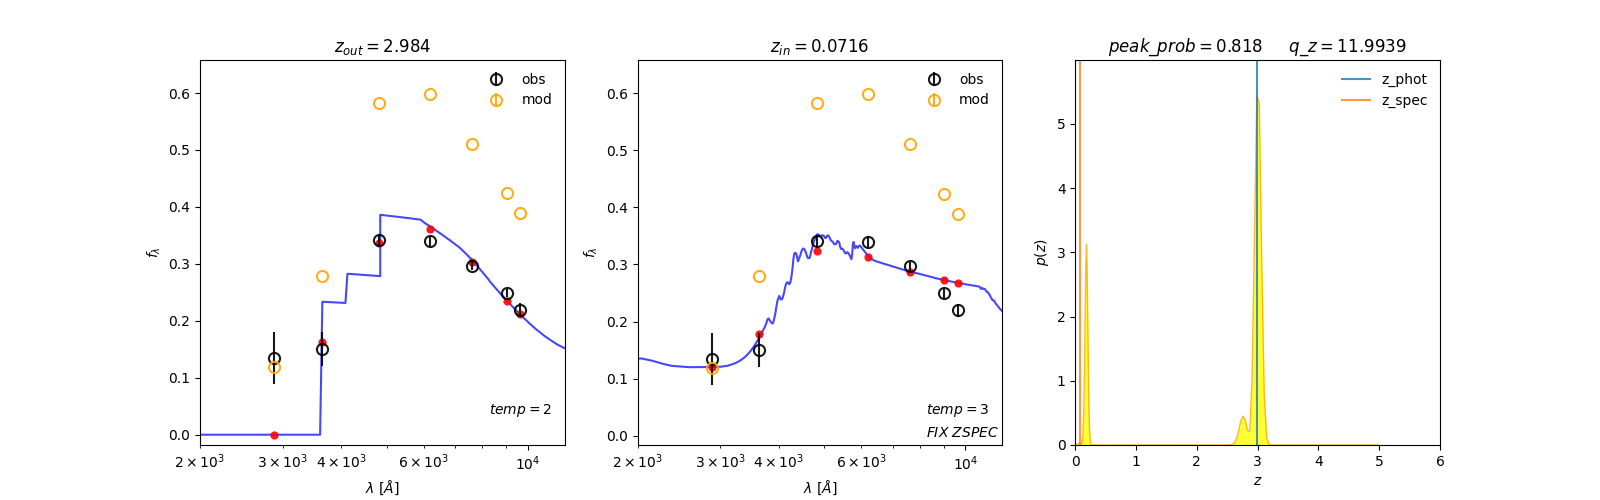 z_out = 2.984
z_in = 0.0716
peak_prob = 0.818 q_z = 11.9939
obs
mod
obs
mod
z_phot
z_spec
0.6
0.5
0.4
0.3
0.2
0.1
0.0
f_λ
temp = 2
2 × 10³ 3 × 10³ 4 × 10³ 6 × 10³ 10⁴
λ [Å]
0.6
0.5
0.4
0.3
0.2
0.1
0.0
f_λ
temp = 3
FIX ZSPEC
2 × 10³ 3 × 10³ 4 × 10³ 6 × 10³ 10⁴
λ [Å]
5
4
3
2
1
0
p(z)
0 1 2 3 4 5 6
z